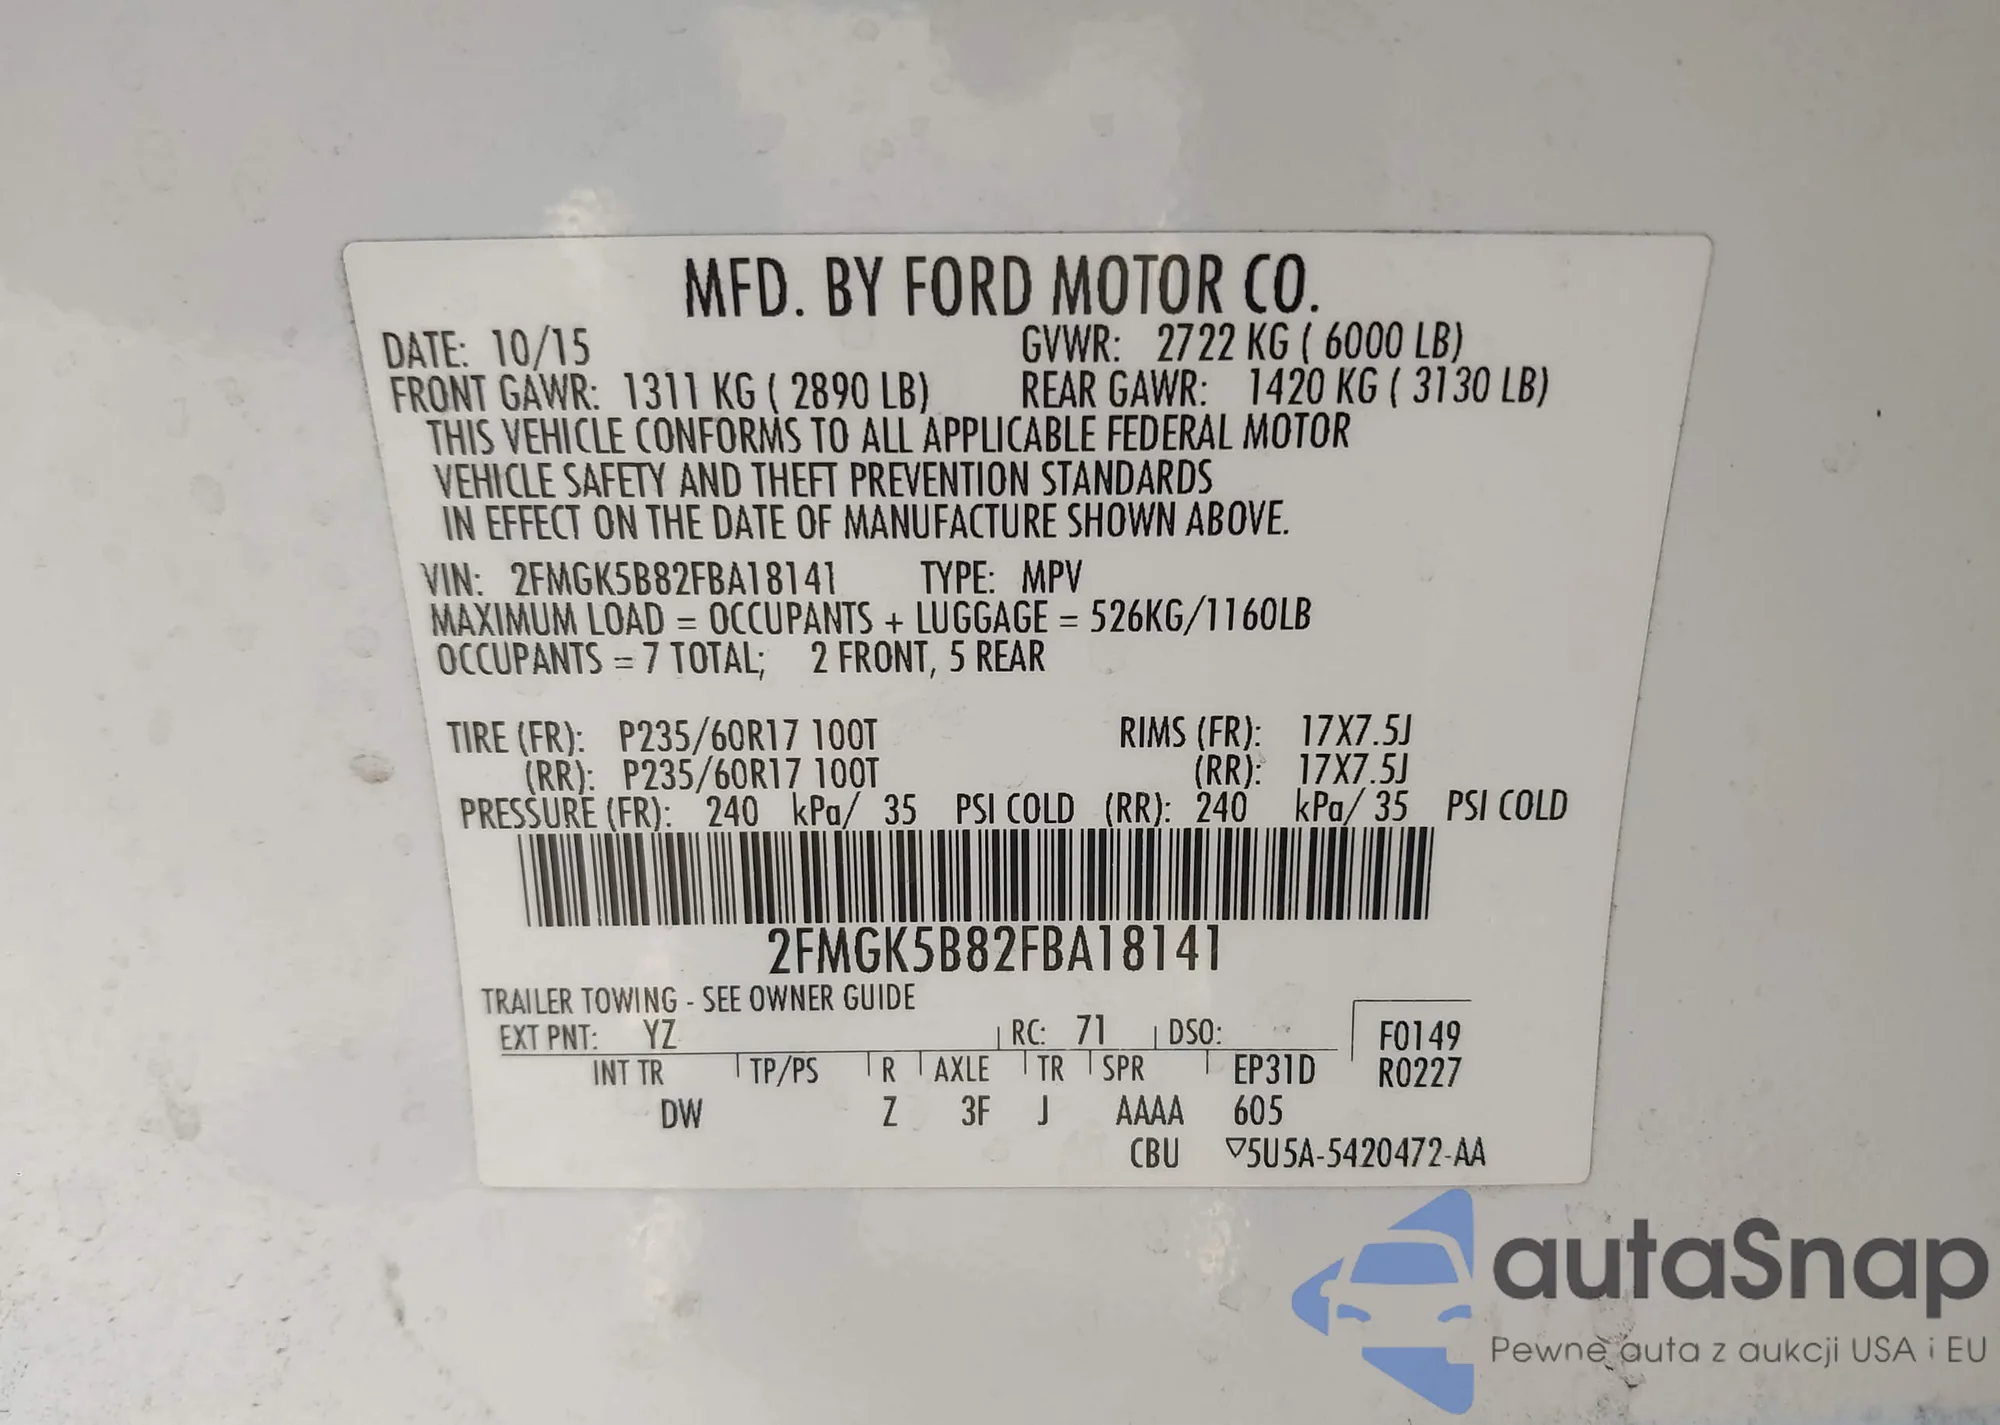 MFD. BY FORD MOTOR CO.
DATE: 10/15 GVWR: 2722 KG ( 6000 LB)
FRONT GAWR: 1311 KG ( 2890 LB) REAR GAWR: 1420 KG ( 3130 LB)
THIS VEHICLE CONFORMS TO ALL APPLICABLE FEDERAL MOTOR
VEHICLE SAFETY AND THEFT PREVENTION STANDARDS
IN EFFECT ON THE DATE OF MANUFACTURE SHOWN ABOVE.
VIN: 2FMGK5B82FBA18141 TYPE: MPV
MAXIMUM LOAD = OCCUPANTS + LUGGAGE = 526KG/1160LB
OCCUPANTS = 7 TOTAL; 2 FRONT, 5 REAR
TIRE (FR): P235/60R17 100T RIMS (FR): 17X7.5J
(RR): P235/60R17 100T (RR): 17X7.5J
PRESSURE (FR): 240 kPa/ 35 PSI COLD (RR): 240 kPa/ 35 PSI COLD
2FMGK5B82FBA18141
TRAILER TOWING - SEE OWNER GUIDE
EXT PNT: YZ RC: 71 DSO: F0149
INT TR TP/PS R AXLE TR SPR EP31D R0227
DW Z 3F J AAAA 605
CBU ▽5U5A-5420472-AA
autaSnap
Pewne auta z aukcji USA i EU